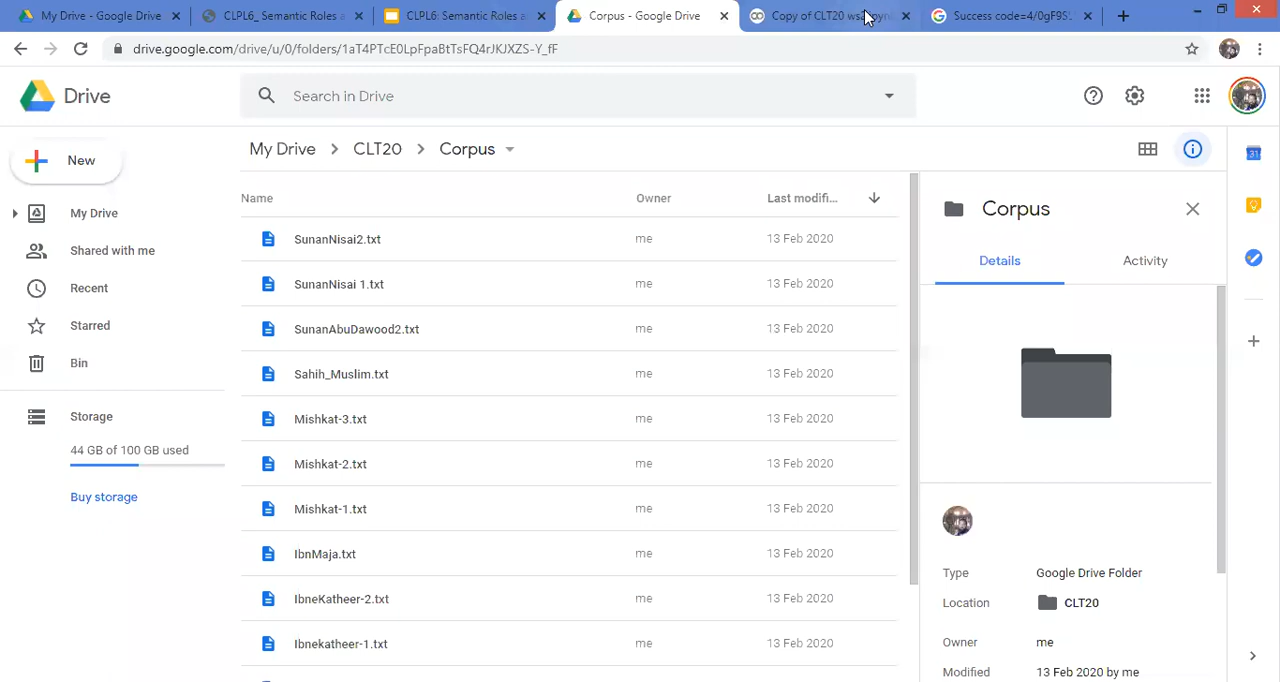 My Drive - Google Drive
CLPL6_ Semantic Roles a
CLPL6: Semantic Roles a
Corpus - Google Drive
Copy of CLT20 ws
Success code=4/0gF9S
drive.google.com/drive/u/0/folders/1aT4PTcE0LpFpaBtTsFQ4rJKJXZS-Y_fF
Drive
Search in Drive
New
My Drive
Shared with me
Recent
Starred
Bin
Storage
44 GB of 100 GB used
Buy storage
My Drive > CLT20 > Corpus
Name Owner Last modifi...
SunanNisai2.txt me 13 Feb 2020
SunanNisai 1.txt me 13 Feb 2020
SunanAbuDawood2.txt me 13 Feb 2020
Sahih_Muslim.txt me 13 Feb 2020
Mishkat-3.txt me 13 Feb 2020
Mishkat-2.txt me 13 Feb 2020
Mishkat-1.txt me 13 Feb 2020
IbnMaja.txt me 13 Feb 2020
IbneKatheer-2.txt me 13 Feb 2020
Ibnekatheer-1.txt me 13 Feb 2020
Corpus
Details Activity
Type Google Drive Folder
Location CLT20
Owner me
Modified 13 Feb 2020 by me
31